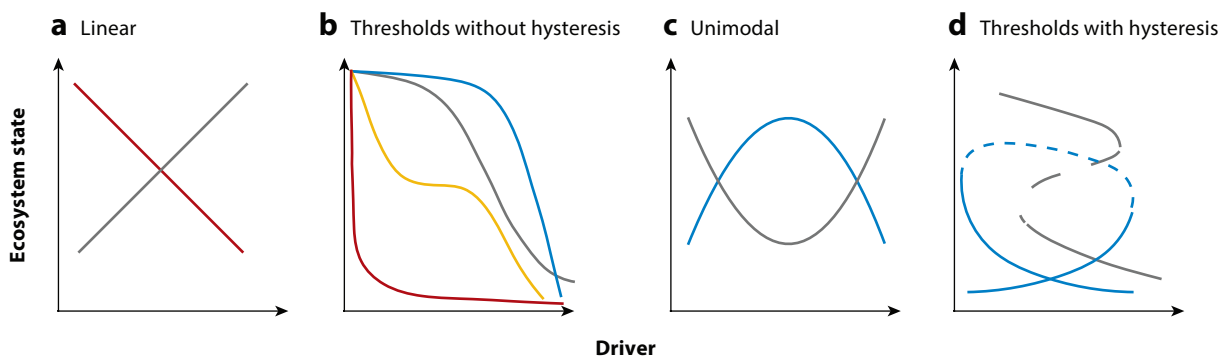 a Linear
b Thresholds without hysteresis
c Unimodal
d Thresholds with hysteresis
Ecosystem state
Driver